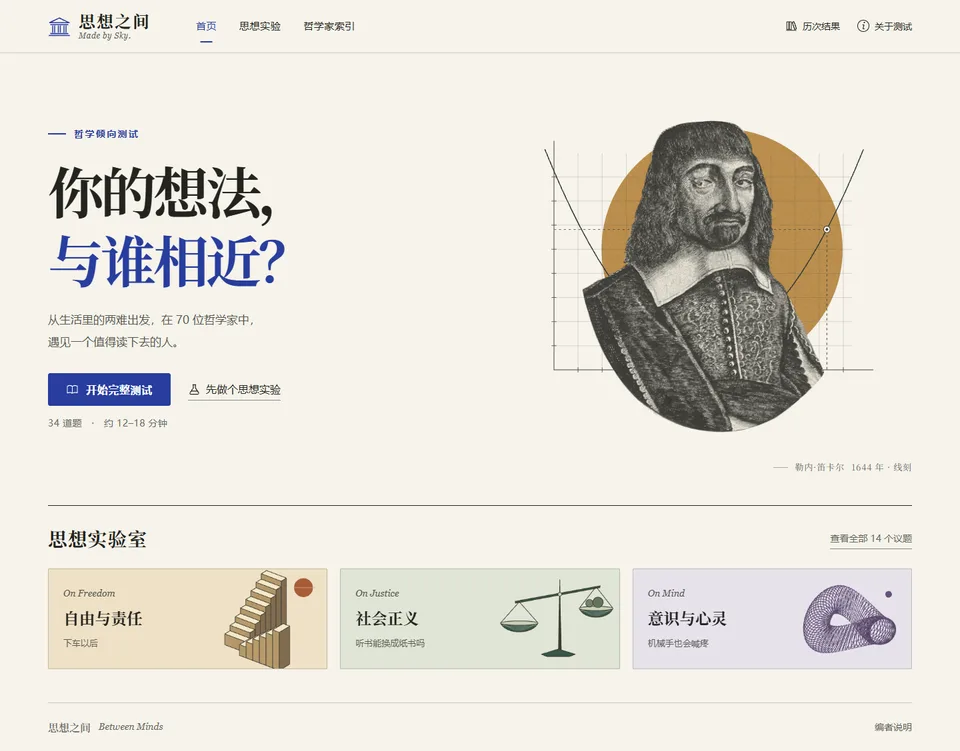 思想之间
Made by Sky.
首页
思想实验
哲学家索引
历次结果
关于测试
哲学倾向测试
你的想法,
与谁相近?
从生活里的两难出发，在 70 位哲学家中，
遇见一个值得读下去的人。
开始完整测试
先做个思想实验
34 道题 · 约 12–18 分钟
勒内·笛卡尔 1644 年 · 线刻
思想实验室
查看全部 14 个议题
On Freedom
自由与责任
下车以后
On Justice
社会正义
听书能换成纸书吗
On Mind
意识与心灵
机械手也会喊疼
思想之间 Between Minds
编者说明